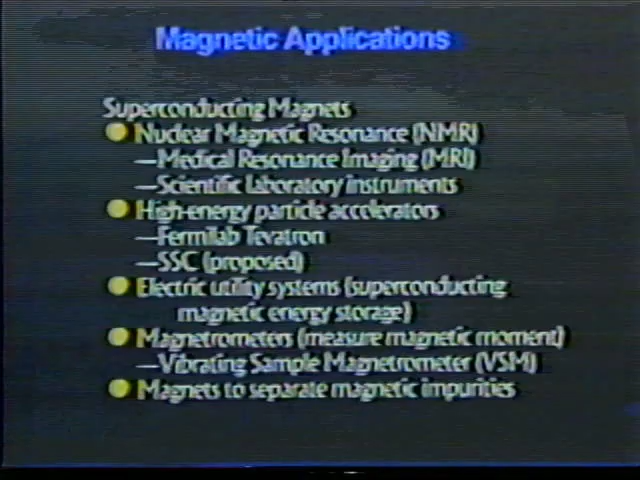 Magnetic Applications
Superconducting Magnets
Nuclear Magnetic Resonance (NMR)
—Medical Resonance Imaging (MRI)
—Scientific laboratory instruments
High-energy particle accelerators
—Fermilab Tevatron
—SSC (proposed)
Electric utility systems (superconducting
magnetic energy storage)
Magnetrometers (measure magnetic moment)
—Vibrating Sample Magnetrometer (VSM)
Magnets to separate magnetic impurities